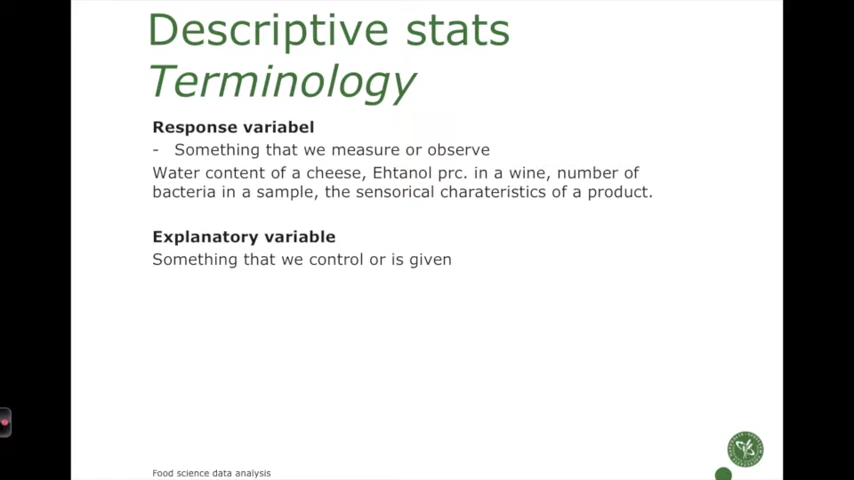 Descriptive stats
Terminology
Response variabel
- Something that we measure or observe
Water content of a cheese, Ehtanol prc. in a wine, number of
bacteria in a sample, the sensorical charateristics of a product.
Explanatory variable
Something that we control or is given
Food science data analysis